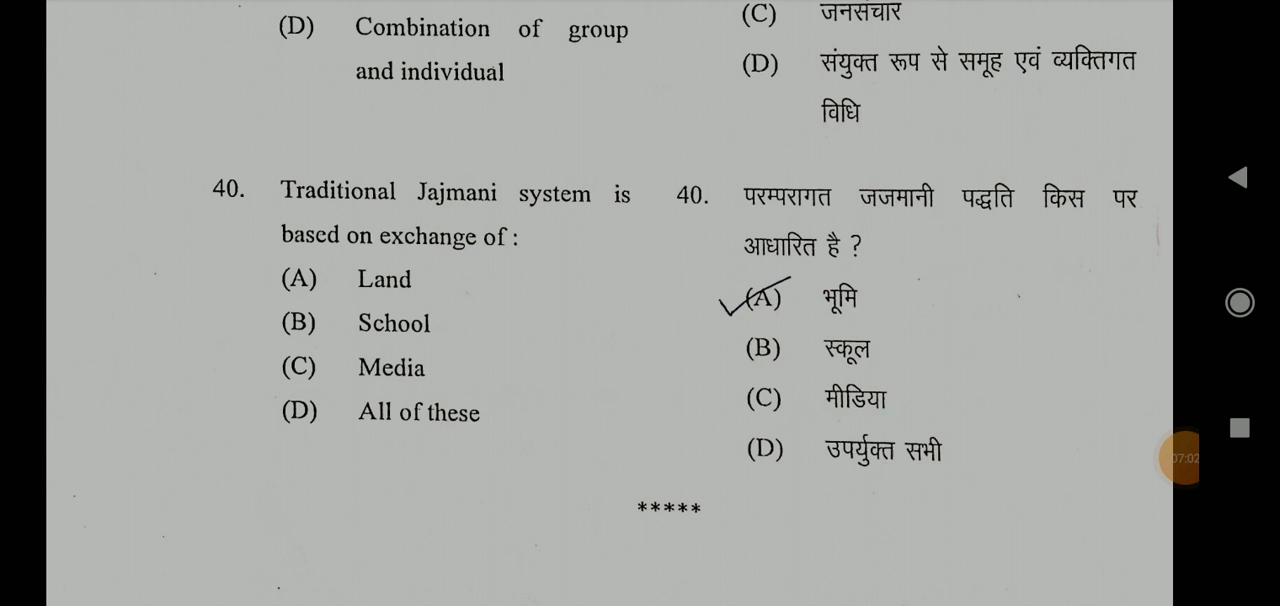 (D) Combination of group
and individual
(C) जनसंचार
(D) संयुक्त रूप से समूह एवं व्यक्तिगत
विधि
40. Traditional Jajmani system is
based on exchange of :
(A) Land
(B) School
(C) Media
(D) All of these
40. परम्परागत जजमानी पद्धति किस पर
आधारित है ?
(A) भूमि
(B) स्कूल
(C) मीडिया
(D) उपर्युक्त सभी
*****
07:02